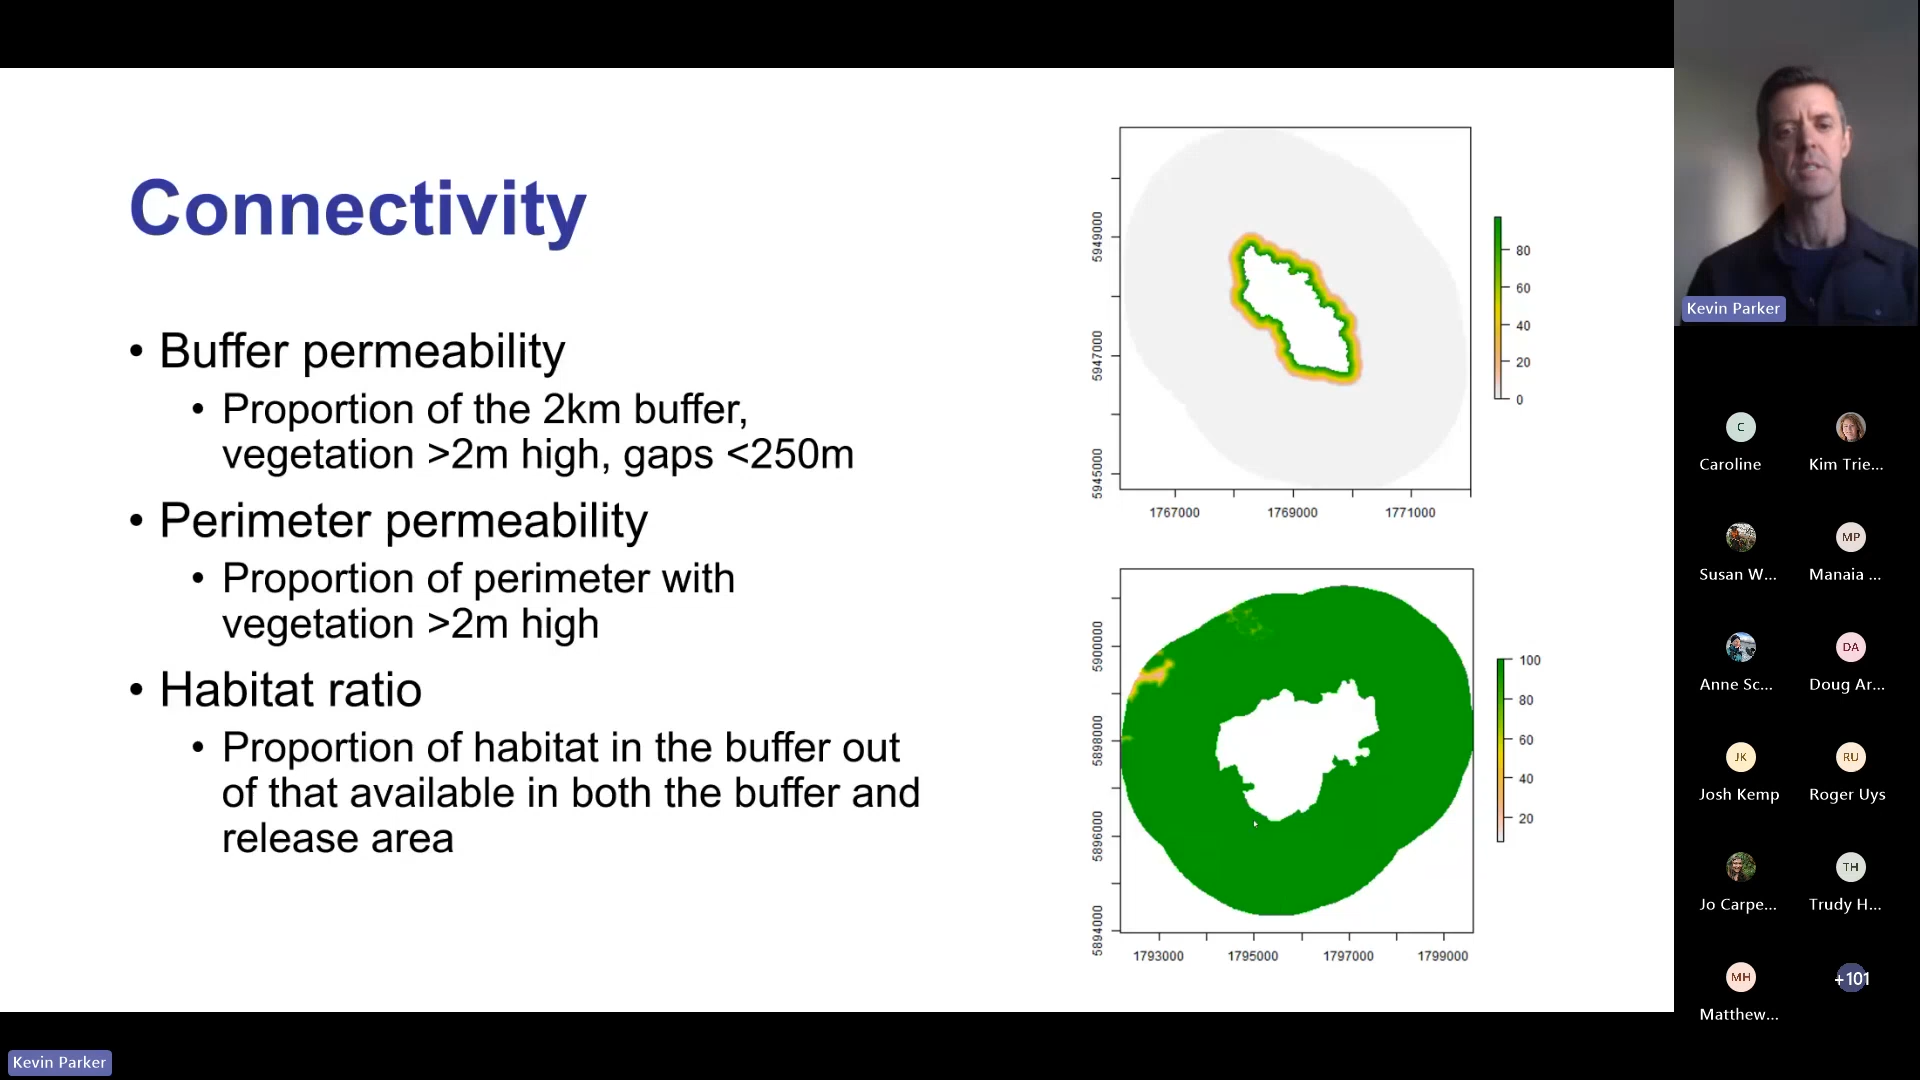 Connectivity
• Buffer permeability
• Proportion of the 2km buffer,
vegetation >2m high, gaps <250m
• Perimeter permeability
• Proportion of perimeter with
vegetation >2m high
• Habitat ratio
• Proportion of habitat in the buffer out
of that available in both the buffer and
release area
5949000
5947000
5945000
1767000 1769000 1771000
80
60
40
20
0
5900000
5898000
5896000
5894000
1793000 1795000 1797000 1799000
100
80
60
40
20
Kevin Parker
C
Caroline
Kim Trie...
Susan W...
MP
Manaia ...
Anne Sc...
DA
Doug Ar...
JK
Josh Kemp
RU
Roger Uys
Jo Carpe...
TH
Trudy H...
MH
Matthew...
+101
Kevin Parker